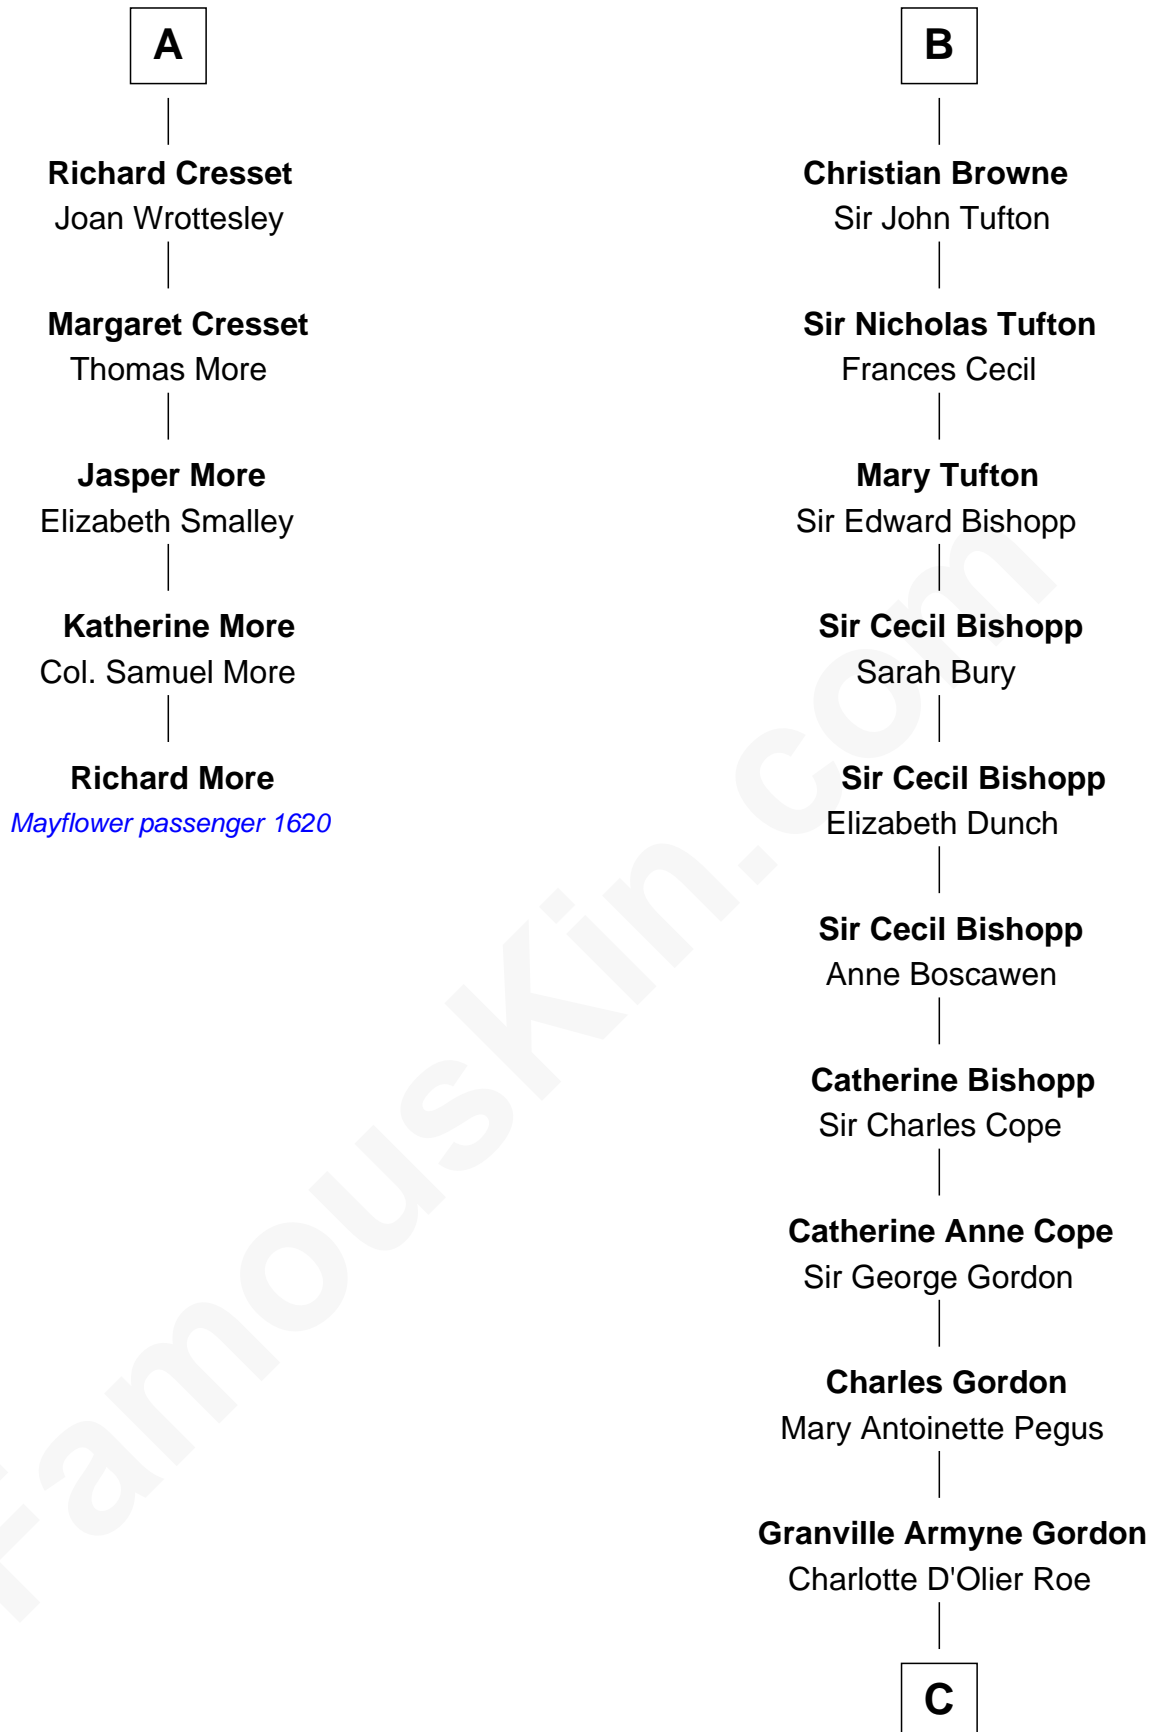 A
Richard Cresset
Joan Wrottesley
Margaret Cresset
Thomas More
Jasper More
Elizabeth Smalley
Katherine More
Col. Samuel More
Richard More
Mayflower passenger 1620
B
Christian Browne
Sir John Tufton
Sir Nicholas Tufton
Frances Cecil
Mary Tufton
Sir Edward Bishopp
Sir Cecil Bishopp
Sarah Bury
Sir Cecil Bishopp
Elizabeth Dunch
Sir Cecil Bishopp
Anne Boscawen
Catherine Bishopp
Sir Charles Cope
Catherine Anne Cope
Sir George Gordon
Charles Gordon
Mary Antoinette Pegus
Granville Armyne Gordon
Charlotte D'Olier Roe
C
FamousKin.com